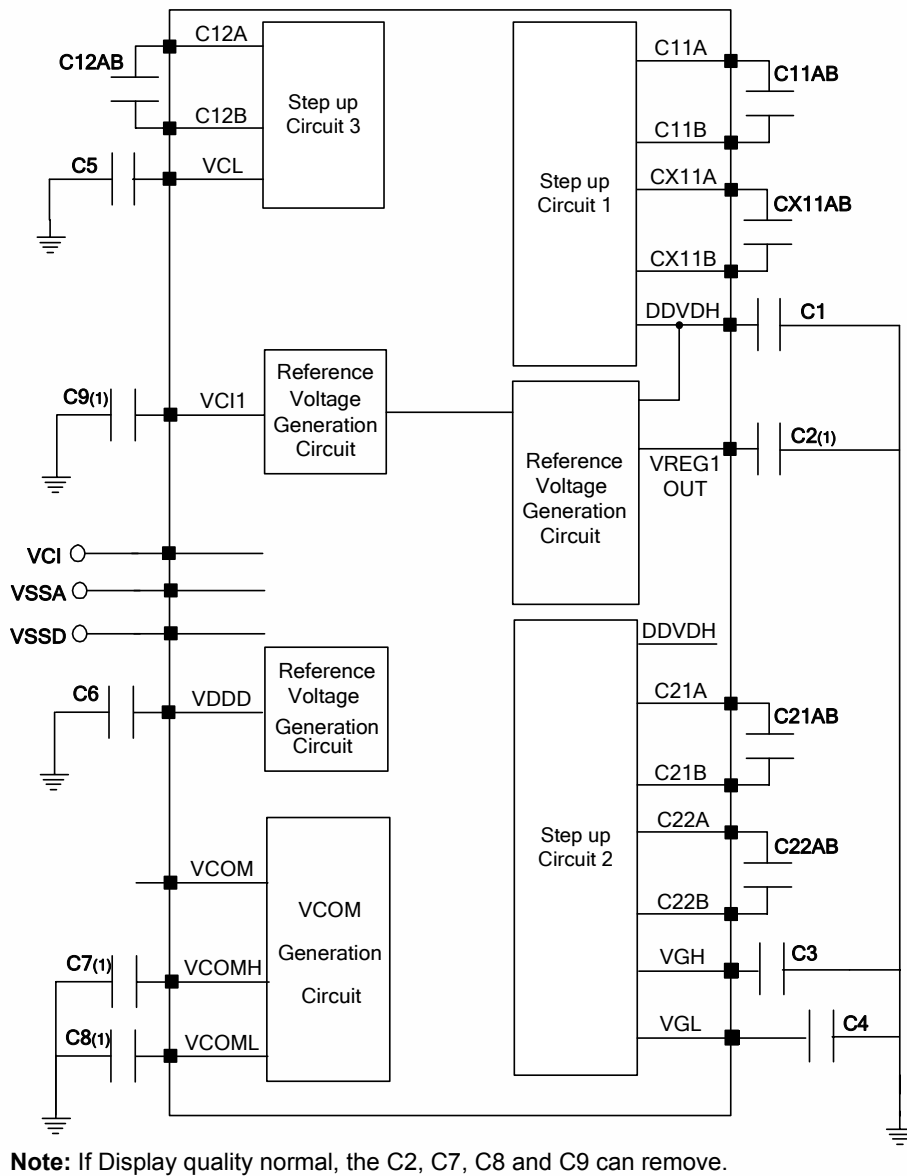 C12A
C12AB
C12B
C5
VCL
Step up
Circuit 3
C11A
C11AB
C11B
CX11A
Step up
Circuit 1
CX11AB
CX11B
DDVDH
C1
C9(1)
VCI1
Reference
Voltage
Generation
Circuit
Reference
Voltage
Generation
Circuit
VREG1
OUT
C2(1)
VCI
VSSA
VSSD
C6
VDDD
Reference
Voltage
Generation
Circuit
DDVDH
C21A
C21AB
C21B
C22A
Step up
Circuit 2
C22AB
C22B
VGH
C3
VGL
C4
VCOM
VCOM
Generation
Circuit
C7(1)
VCOMH
C8(1)
VCOML
Note: If Display quality normal, the C2, C7, C8 and C9 can remove.